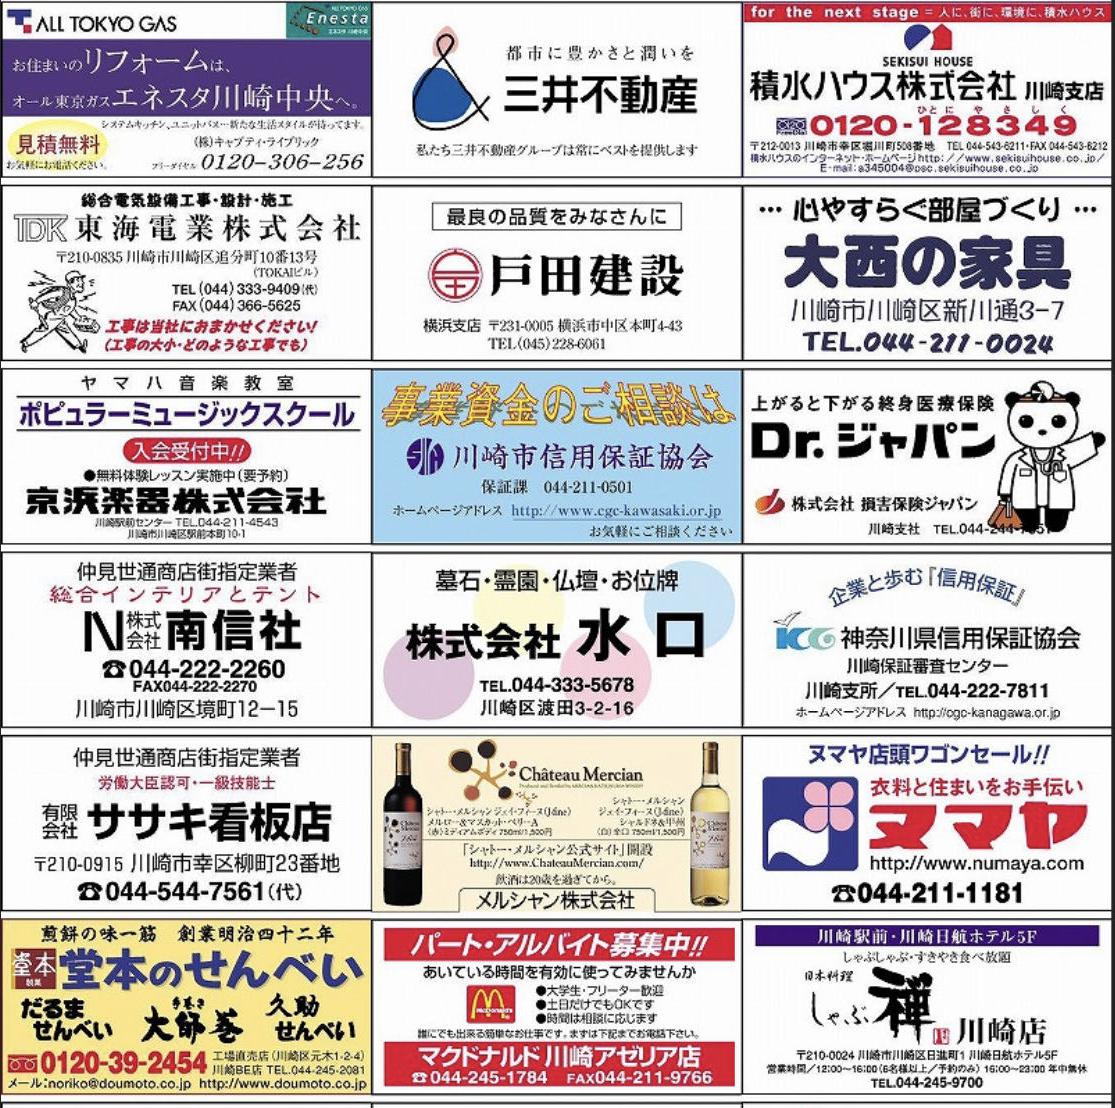 ALL TOKYO GAS
ALL TOKYO GAS
Enesta
エネスタ 川崎中央
お住まいのリフォームは、
オール東京ガスエネスタ川崎中央へ。
システムキッチン、ユニットバス…新たな生活スタイルが待ってます。
見積無料
お気軽にお電話ください。
(株)キャプティ・ライブリック
フリーダイヤル 0120-306-256
都市に豊かさと潤いを
三井不動産
私たち三井不動産グループは常にベストを提供します
for the next stage = 人に、街に、環境に、積水ハウス
SEKISUI HOUSE
積水ハウス株式会社 川崎支店
ひとにやさしく
0120-128349
〒212-0013 川崎市幸区堀川町508番地 TEL 044-543-6211・FAX 044-543-6212
積水ハウスのインターネット・ホームページhttp://www.sekisuihouse.co.jp/
E-mail:a345004@psc.sekisuihouse.co.jp
総合電気設備工事・設計・施工
TDK 東海電業株式会社
〒210-0835 川崎市川崎区追分町10番13号
(TOKAIビル)
TEL(044)333-9409(代)
FAX(044)366-5625
工事は当社におまかせください!
(工事の大小・どのような工事でも)
最良の品質をみなさんに
戸田建設
横浜支店 〒231-0005 横浜市中区本町4-43
TEL(045)228-6061
… 心やすらぐ部屋づくり …
大西の家具
川崎市川崎区新川通3-7
TEL.044-211-0024
ヤマハ音楽教室
ポピュラーミュージックスクール
入会受付中!!
●無料体験レッスン実施中(要予約)
京浜楽器株式会社
川崎駅前センター TEL.044-211-4543
川崎市川崎区駅前本町10-1
事業資金のご相談は
川崎市信用保証協会
保証課 044-211-0501
ホームページアドレス http://www.cgc-kawasaki.or.jp
お気軽にご相談ください
上がると下がる終身医療保険
Dr.ジャパン
株式会社 損害保険ジャパン
川崎支社 TEL.044-244-
仲見世通商店街指定業者
総合インテリアとテント
N 株式会社 南信社
☎044-222-2260
FAX044-222-2270
川崎市川崎区境町12-15
墓石・霊園・仏壇・お位牌
株式会社 水口
TEL.044-333-5678
川崎区渡田3-2-16
企業と歩む『信用保証』
KCG 神奈川県信用保証協会
川崎保証審査センター
川崎支所/TEL.044-222-7811
ホームページアドレス http://cgc-kanagawa.or.jp
仲見世通商店街指定業者
労働大臣認可・一級技能士
有限会社 ササキ看板店
〒210-0915 川崎市幸区柳町23番地
☎044-544-7561(代)
Château Mercian
シャトー・メルシャン ジェイ・フィーヌ(J-fine)
メルロー&マスカット・ベリーA
(赤)ミディアムボディ 750ml/1,500円
シャトー・メルシャン
ジェイ・フィーヌ(J-fine)
シャルドネ&甲州
(白)辛口 750ml/1,500円
「シャトー・メルシャン公式サイト」開設
http://www.ChateauMercian.com/
飲酒は20歳を過ぎてから。
メルシャン株式会社
ヌマヤ店頭ワゴンセール!!
衣料と住まいをお手伝い
ヌマヤ
http://www.numaya.com
☎044-211-1181
煎餅の味一筋 創業明治四十二年
堂本 堂本のせんべい
だるませんべい
手巻き 大師巻
久助せんべい
0120-39-2454 工場直売店(川崎区元木1-2-4)
川崎BE店 TEL.044-245-2081
メール:noriko@doumoto.co.jp http://www.doumoto.co.jp
パート・アルバイト募集中!!
あいている時間を有効に使ってみませんか
McDonald's
●大学生・フリーター歓迎
●土日だけでもOKです
●時間は相談に応じます
誰にでも出来る簡単なお仕事です。まずは下記までお電話下さい。
マクドナルド 川崎アゼリア店
☎044-245-1784 FAX044-211-9766
川崎駅前・川崎日航ホテル5F
しゃぶしゃぶ・すきやき食べ放題
日本料理
しゃぶ禅 川崎店
〒210-0024 川崎市川崎区日進町1 川崎日航ホテル5F
営業時間/12:00~16:00(6名様以上/予約のみ) 16:00~23:00 年中無休
TEL.044-245-9700